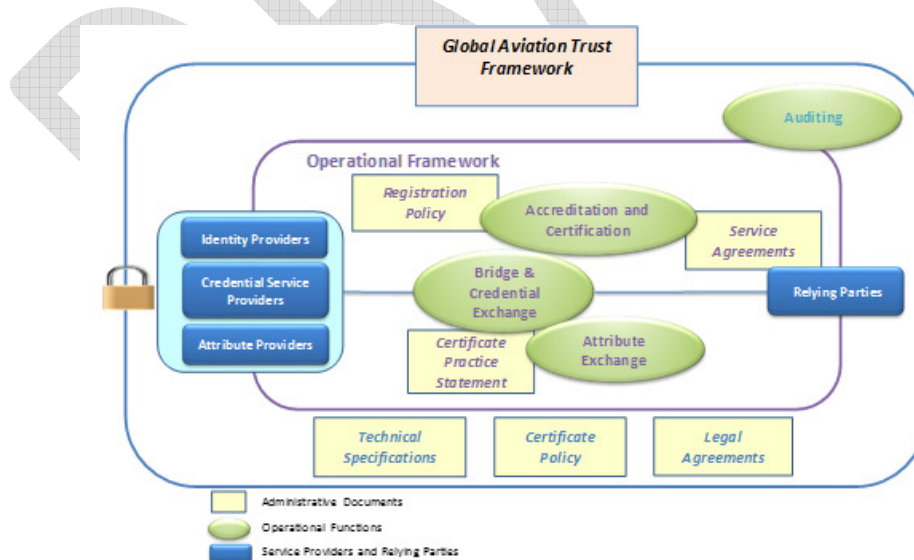 Global Aviation Trust
Framework
Auditing
Operational Framework
Registration
Policy
Accreditation and
Certification
Service
Agreements
Identity Providers
Credential Service
Providers
Attribute Providers
Bridge &
Credential
Exchange
Relying Parties
Certificate
Practice
Statement
Attribute
Exchange
Technical
Specifications
Certificate
Policy
Legal
Agreements
Administrative Documents
Operational Functions
Service Providers and Relying Parties